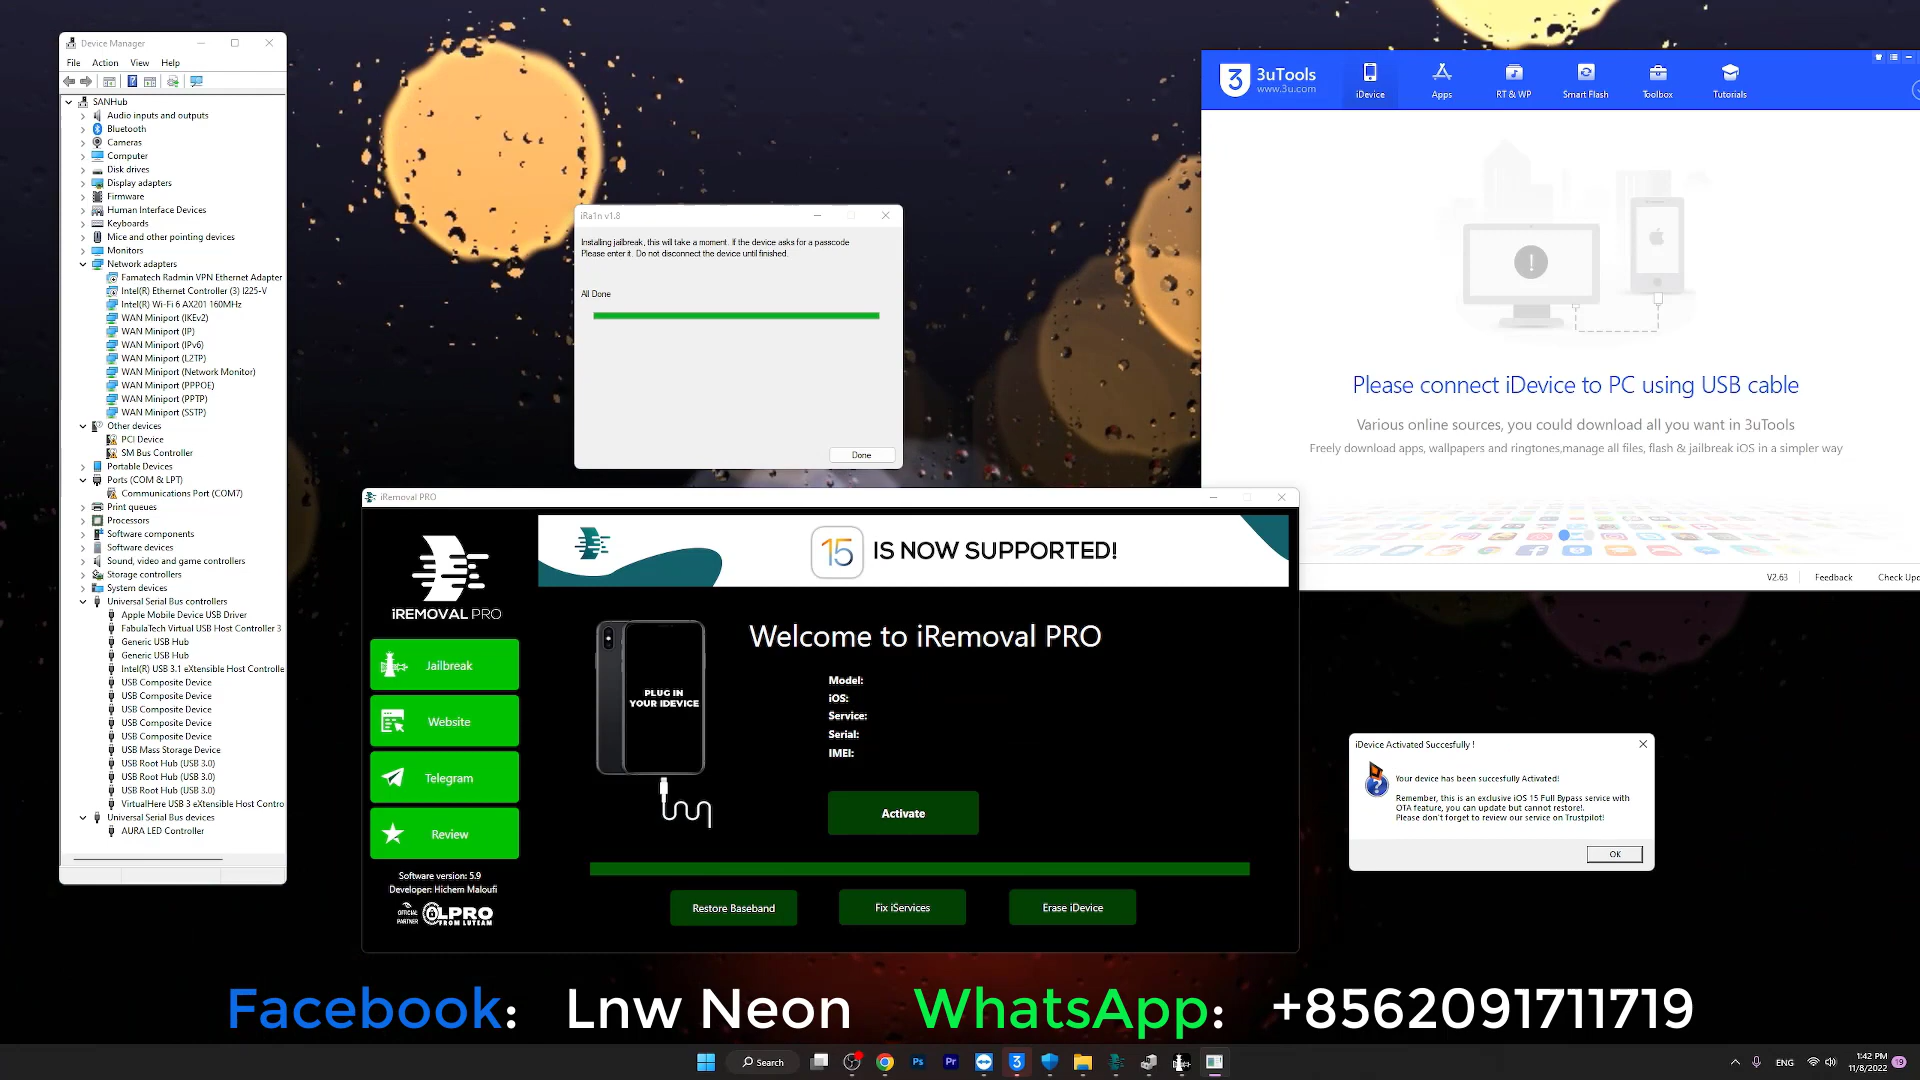 Device Manager
File Action View Help
SANHub
Audio inputs and outputs
Bluetooth
Cameras
Computer
Disk drives
Display adapters
Firmware
Human Interface Devices
Keyboards
Mice and other pointing devices
Monitors
Network adapters
Famatech Radmin VPN Ethernet Adapter
Intel(R) Ethernet Controller (3) I225-V
Intel(R) Wi-Fi 6 AX201 160MHz
WAN Miniport (IKEv2)
WAN Miniport (IP)
WAN Miniport (IPv6)
WAN Miniport (L2TP)
WAN Miniport (Network Monitor)
WAN Miniport (PPPOE)
WAN Miniport (PPTP)
WAN Miniport (SSTP)
Other devices
PCI Device
SM Bus Controller
Portable Devices
Ports (COM & LPT)
Communications Port (COM7)
Print queues
Processors
Software components
Software devices
Sound, video and game controllers
Storage controllers
System devices
Universal Serial Bus controllers
Apple Mobile Device USB Driver
FabulaTech Virtual USB Host Controller 3
Generic USB Hub
Generic USB Hub
Intel(R) USB 3.1 eXtensible Host Controlle
USB Composite Device
USB Composite Device
USB Composite Device
USB Composite Device
USB Composite Device
USB Mass Storage Device
USB Root Hub (USB 3.0)
USB Root Hub (USB 3.0)
USB Root Hub (USB 3.0)
VirtualHere USB 3 eXtensible Host Contro
Universal Serial Bus devices
AURA LED Controller
iRa1n v1.8
Installing jailbreak, this will take a moment. If the device asks for a passcode
Please enter it. Do not disconnect the device until finished.
All Done
Done
3 3uTools
www.3u.com
iDevice Apps RT & WP Smart Flash Toolbox Tutorials
Please connect iDevice to PC using USB cable
Various online sources, you could download all you want in 3uTools
Freely download apps, wallpapers and ringtones,manage all files, flash & jailbreak iOS in a simpler way
V2.63 Feedback Check Upd
iRemoval PRO
iREMOVAL PRO
15 IS NOW SUPPORTED!
Jailbreak
Website
Telegram
Review
Software version: 5.9
Developer: Hichem Maloufi
OFFICIAL PARTNER
OLPRO
FROM LUTEAM
PLUG IN
YOUR IDEVICE
Welcome to iRemoval PRO
Model:
iOS:
Service:
Serial:
IMEI:
Activate
Restore Baseband Fix iServices Erase iDevice
iDevice Activated Succesfully !
Your device has been succesfully Activated!
Remember, this is an exclusive iOS 15 Full Bypass service with
OTA feature, you can update but cannot restore!.
Please don't forget to review our service on Trustpilot!
OK
Facebook: Lnw Neon WhatsApp: +8562091711719
Search
Ps Pr 3
ENG
1:42 PM
11/8/2022
19